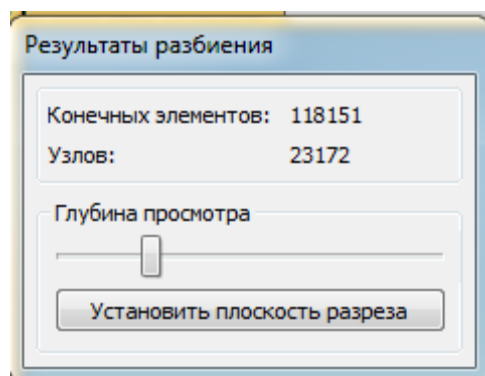 Результаты разбиения
Конечных элементов: 118151
Узлов: 23172
Глубина просмотра
Установить плоскость разреза